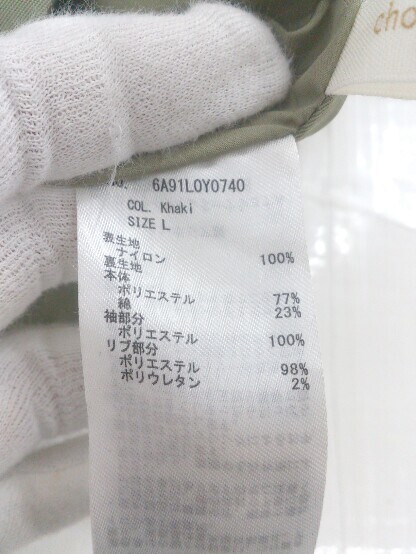 cho
6A91L0Y0740
COL. Khaki
SIZE L
表生地
ナイロン 100%
裏生地
本体
ポリエステル 77%
綿 23%
袖部分
ポリエステル 100%
リブ部分
ポリエステル 98%
ポリウレタン 2%